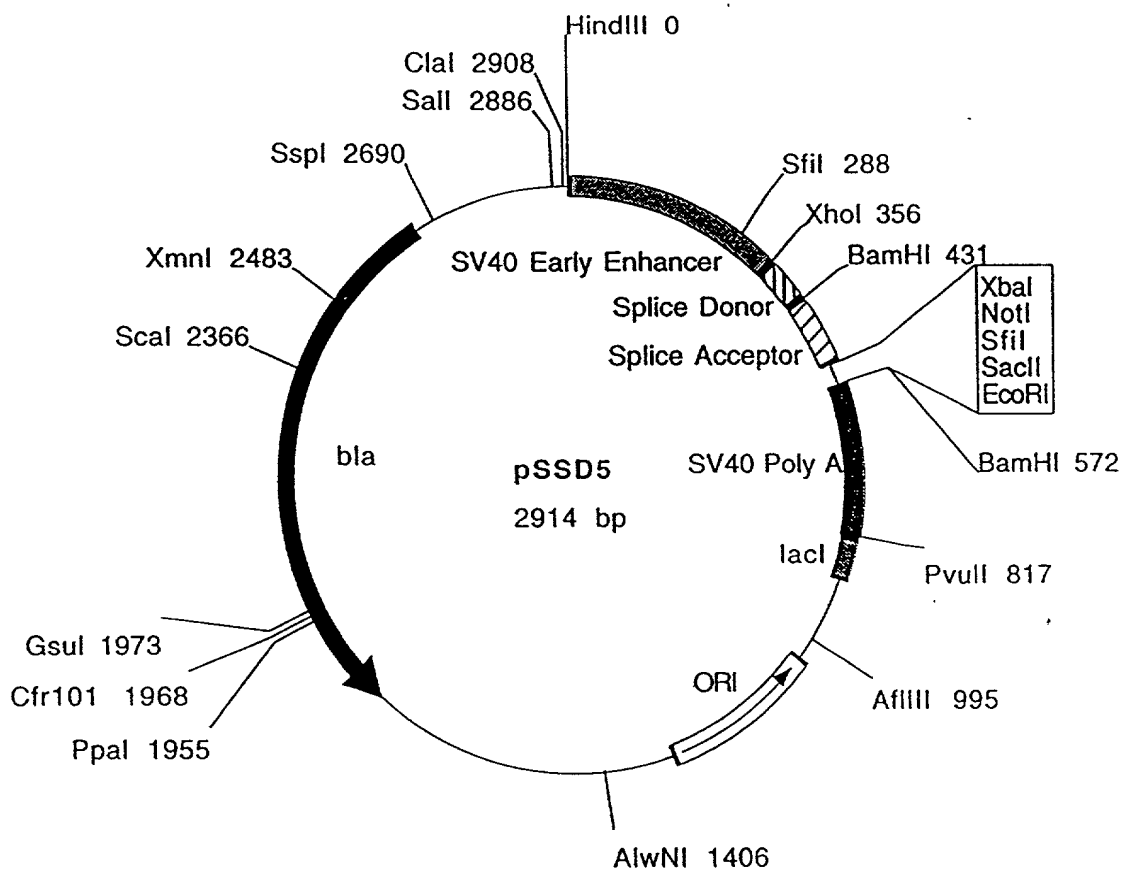 HindIII 0
ClaI 2908
SalI 2886
SspI 2690
SfiI 288
XhoI 356
XmnI 2483
SV40 Early Enhancer
BamHI 431
XbaI
NotI
SfiI
SacII
EcoRI
Splice Donor
ScaI 2366
Splice Acceptor
bla
pSSD5
2914 bp
SV40 Poly A
BamHI 572
lacI
PvuII 817
GsuI 1973
Cfr101 1968
PpaI 1955
ORI
AflIII 995
AlwNI 1406